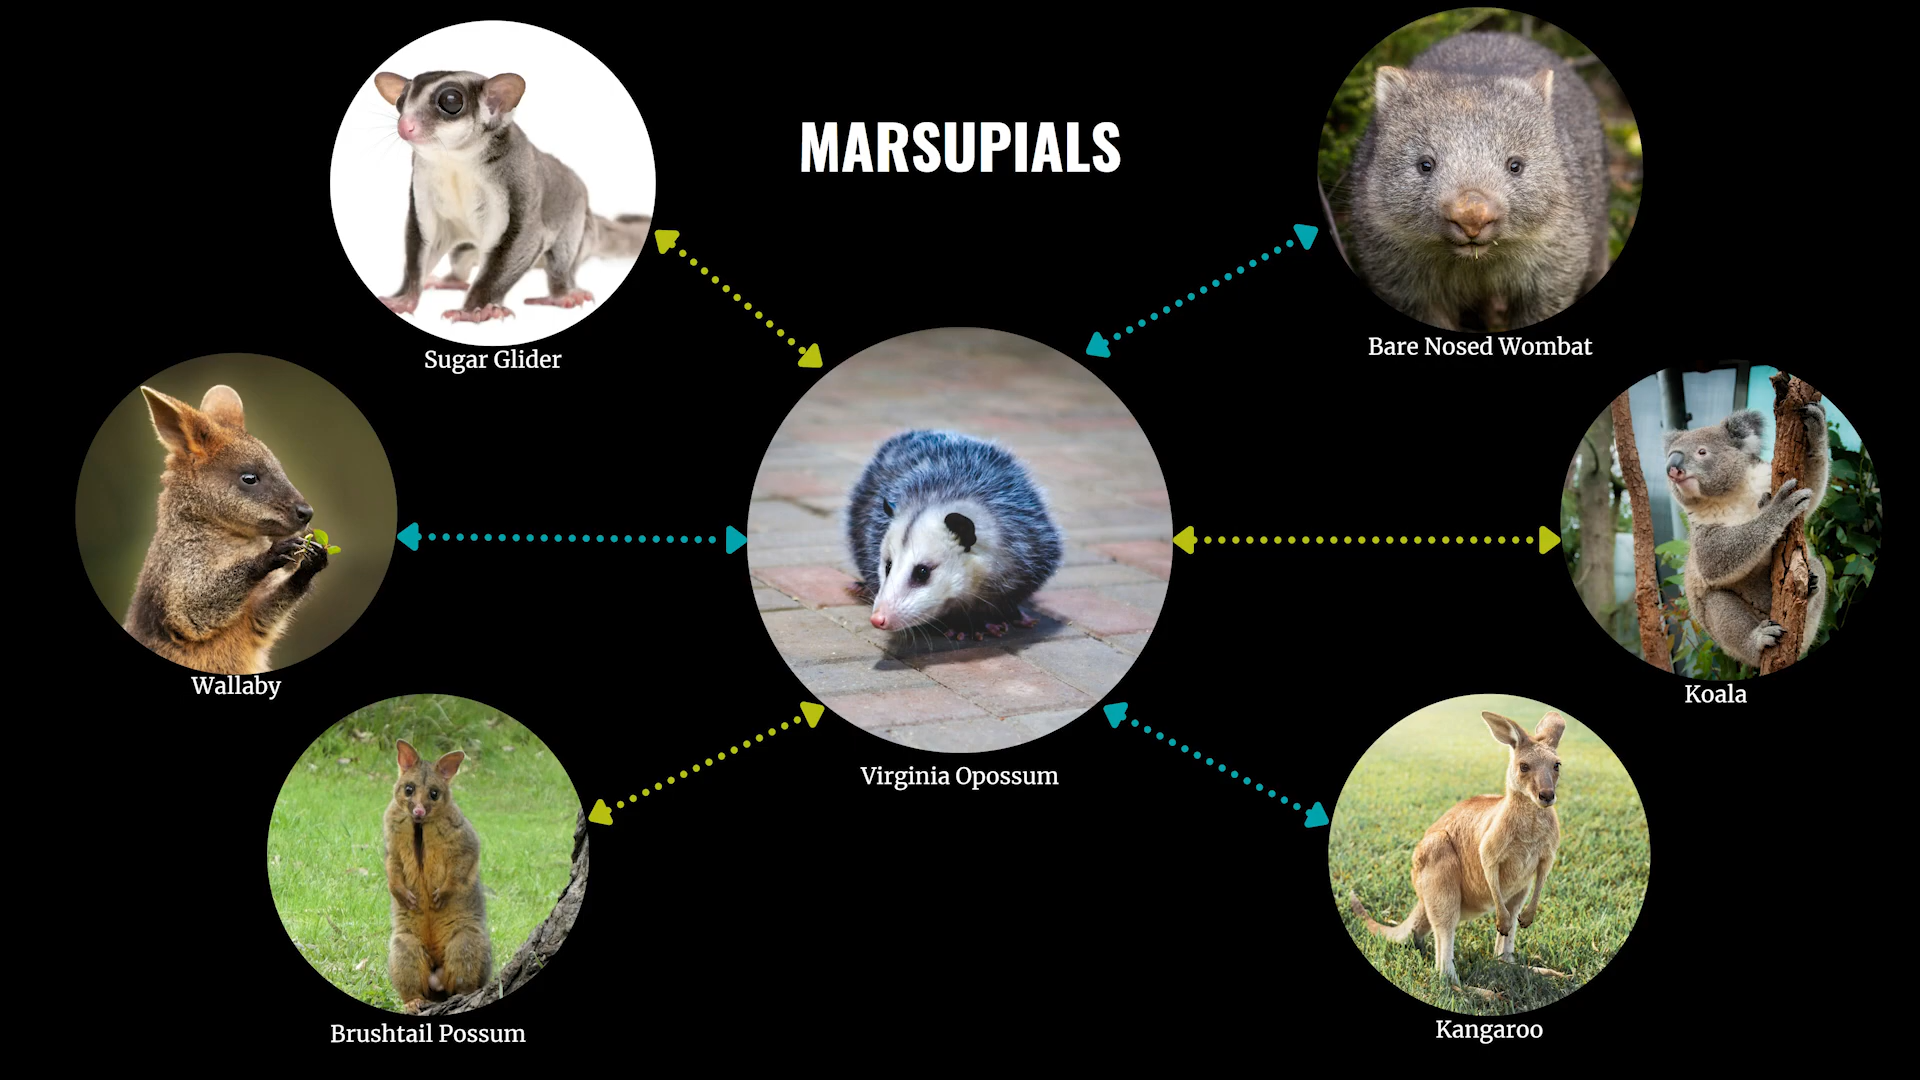 MARSUPIALS
Sugar Glider
Bare Nosed Wombat
Wallaby
Koala
Virginia Opossum
Brushtail Possum
Kangaroo